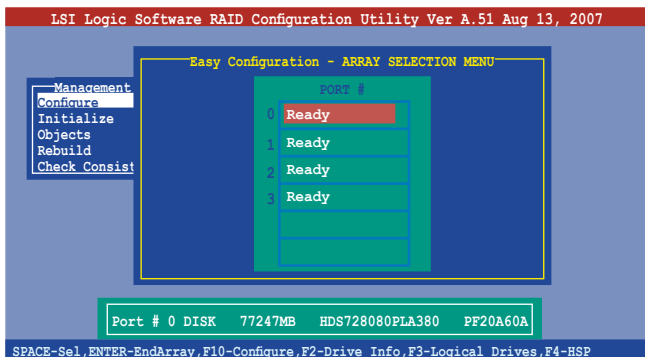 LSI Logic Software RAID Configuration Utility Ver A.51 Aug 13, 2007
Easy Configuration - ARRAY SELECTION MENU
Management
Configure
Initialize
Objects
Rebuild
Check Consist
PORT #
0 Ready
1 Ready
2 Ready
3 Ready
Port # 0 DISK 77247MB HDS728080PLA380 PF20A60A
SPACE-Sel,ENTER-EndArray,F10-Configure,F2-Drive Info,F3-Logical Drives,F4-HSP